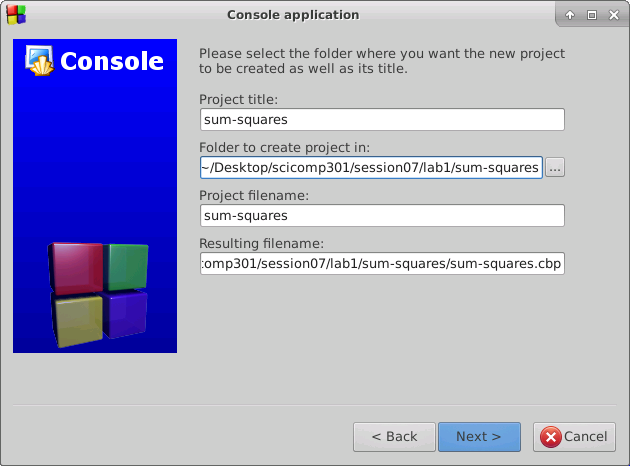 Console application
Console
Please select the folder where you want the new project
to be created as well as its title.
Project title:
sum-squares
Folder to create project in:
~/Desktop/scicomp301/session07/lab1/sum-squares
...
Project filename:
sum-squares
Resulting filename:
comp301/session07/lab1/sum-squares/sum-squares.cbp
< Back
Next >
Cancel